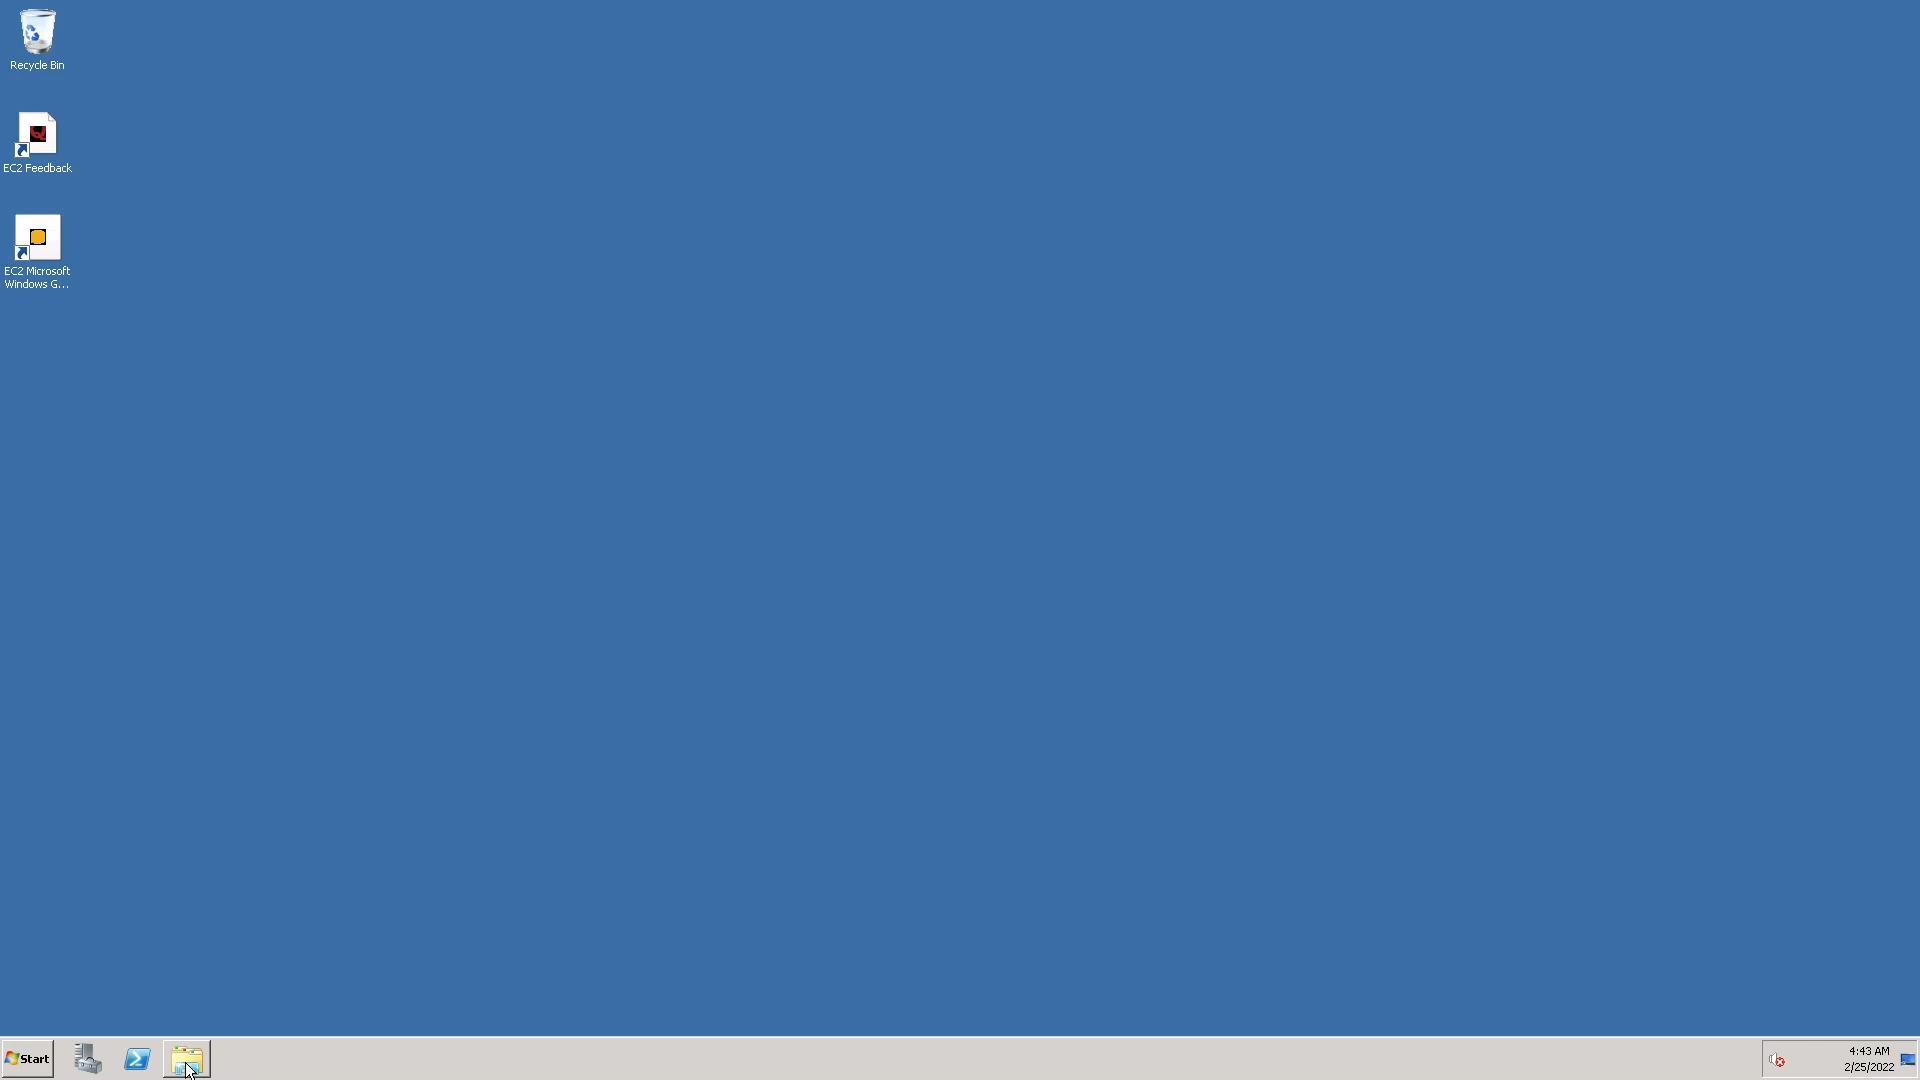 Recycle Bin
EC2 Feedback
EC2 Microsoft
Windows G...
Start
4:43 AM
2/25/2022